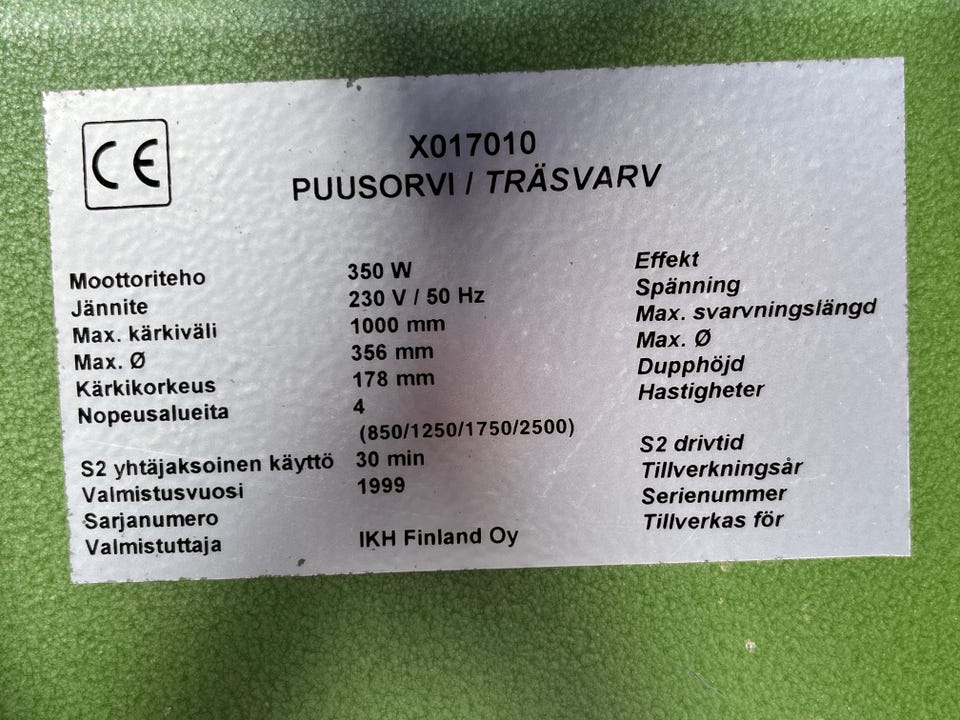 CE
X017010
PUUSORVI / TRÄSVARV
Moottoriteho 350 W Effekt
Jännite 230 V / 50 Hz Spänning
Max. kärkiväli 1000 mm Max. svarvningslängd
Max. Ø 356 mm Max. Ø
Kärkikorkeus 178 mm Dupphöjd
Nopeusalueita 4 Hastigheter
(850/1250/1750/2500)
S2 yhtäjaksoinen käyttö 30 min S2 drivtid
Valmistusvuosi 1999 Tillverkningsår
Sarjanumero Serienummer
Valmistuttaja IKH Finland Oy Tillverkas för